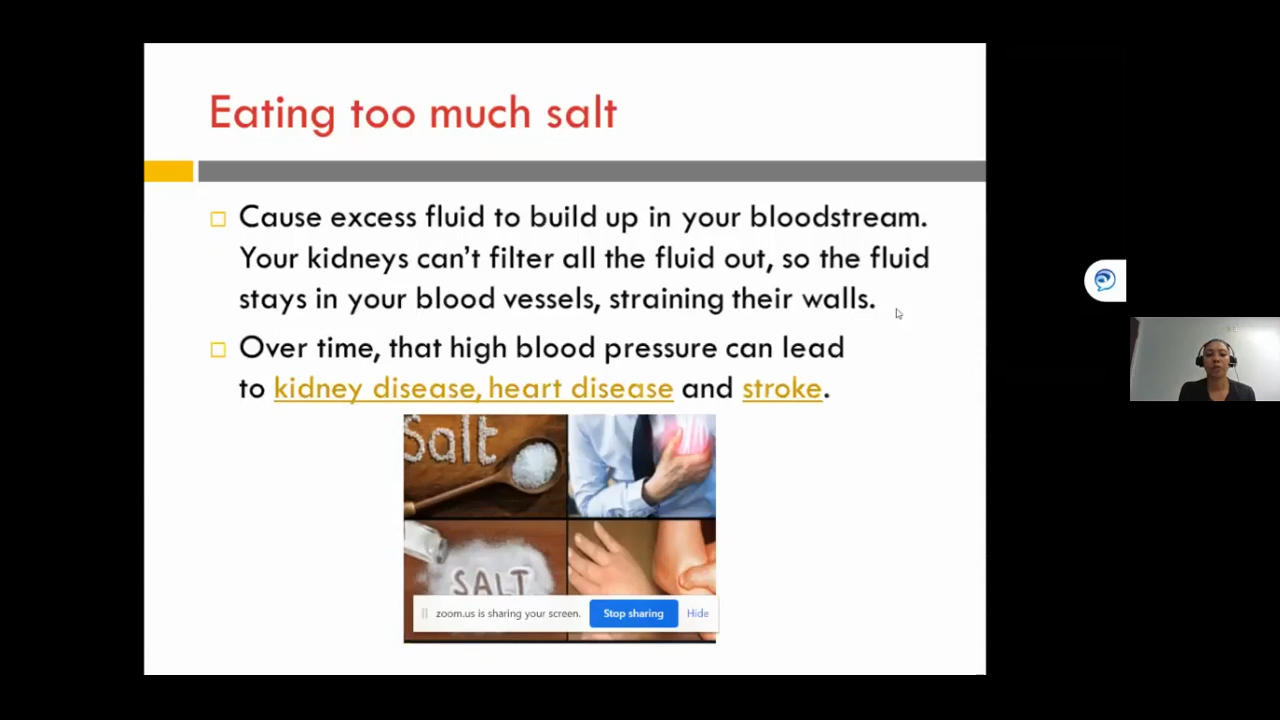 Eating too much salt
Cause excess fluid to build up in your bloodstream.
Your kidneys can't filter all the fluid out, so the fluid
stays in your blood vessels, straining their walls.
Over time, that high blood pressure can lead
to kidney disease, heart disease and stroke.
Salt
SALT
zoom.us is sharing your screen. Stop sharing Hide